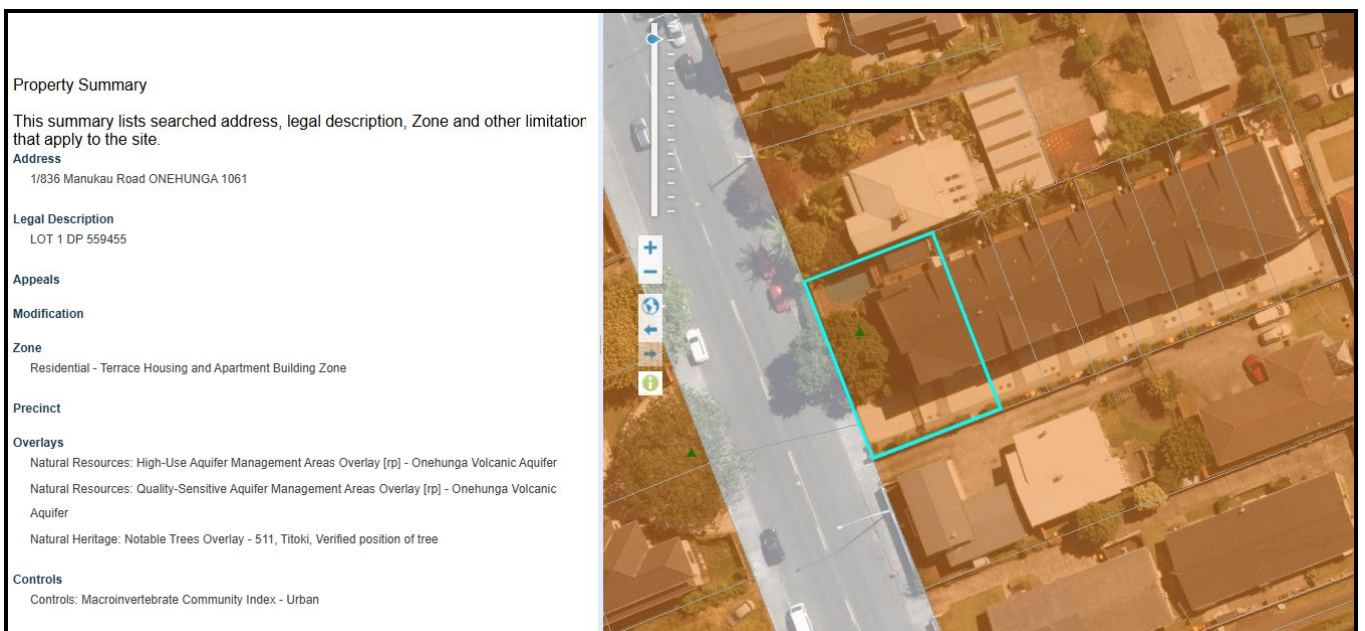 Property Summary
This summary lists searched address, legal description, Zone and other limitation
that apply to the site.
Address
1/836 Manukau Road ONEHUNGA 1061
Legal Description
LOT 1 DP 559455
Appeals
Modification
Zone
Residential - Terrace Housing and Apartment Building Zone
Precinct
Overlays
Natural Resources: High-Use Aquifer Management Areas Overlay [rp] - Onehunga Volcanic Aquifer
Natural Resources: Quality-Sensitive Aquifer Management Areas Overlay [rp] - Onehunga Volcanic
Aquifer
Natural Heritage: Notable Trees Overlay - 511, Titoki, Verified position of tree
Controls
Controls: Macroinvertebrate Community Index - Urban